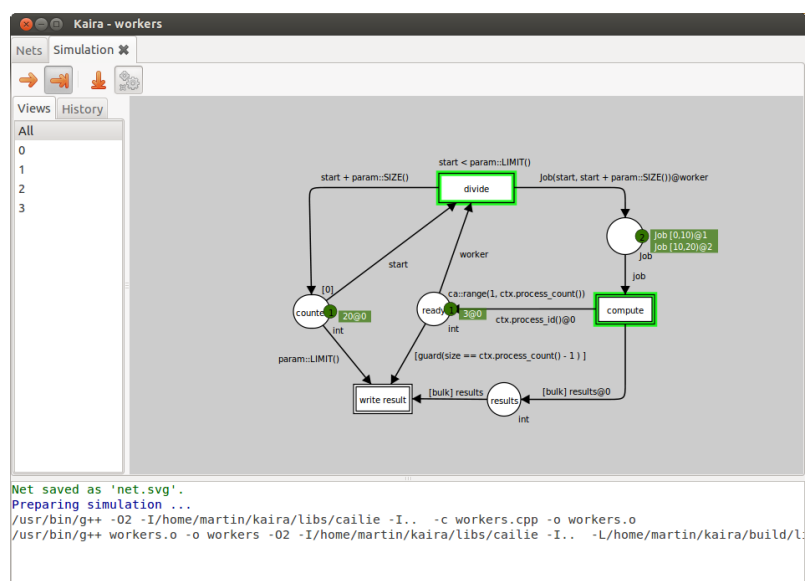 Kaira - workers
Nets
Simulation
Views
History
All
0
1
2
3
start < param::LIMIT()
start + param::SIZE()
divide
Job(start, start + param::SIZE())@worker
2
Job [0,10)@1
Job [10,20)@2
Job
worker
start
job
[0]
ca::range(1, ctx.process_count())
counte
1
20@0
int
ready
1
3@0
int
ctx.process_id()@0
compute
param::LIMIT()
[guard(size == ctx.process_count() - 1 ) ]
write result
[bulk] results
results
[bulk] results@0
int
Net saved as 'net.svg'.
Preparing simulation ...
/usr/bin/g++ -O2 -I/home/martin/kaira/libs/cailie -I.. -c workers.cpp -o workers.o
/usr/bin/g++ workers.o -o workers -O2 -I/home/martin/kaira/libs/cailie -I.. -L/home/martin/kaira/build/li